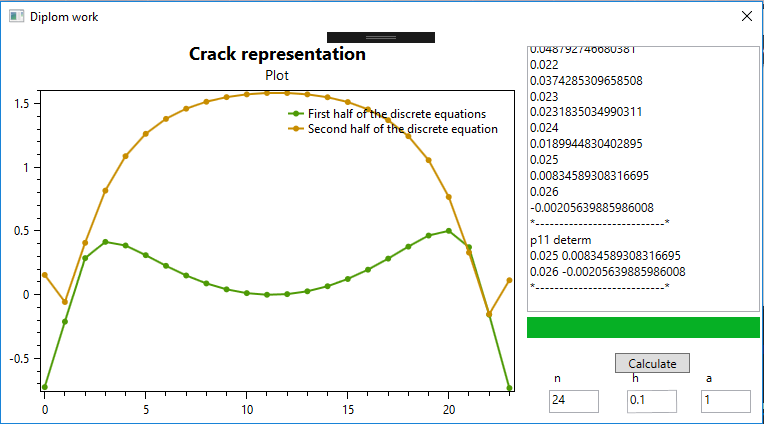 Diplom work
Crack representation
Plot
First half of the discrete equations
Second half of the discrete equation
1.5
1
0.5
0
-0.5
0
5
10
15
20
0.048792746680381
0.022
0.0374285309658508
0.023
0.0231835034990311
0.024
0.0189944830402895
0.025
0.00834589308316695
0.026
-0.00205639885986008
*---------------------------*
p11 determ
0.025 0.00834589308316695
0.026 -0.00205639885986008
*---------------------------*
Calculate
n h a
24 0.1 1